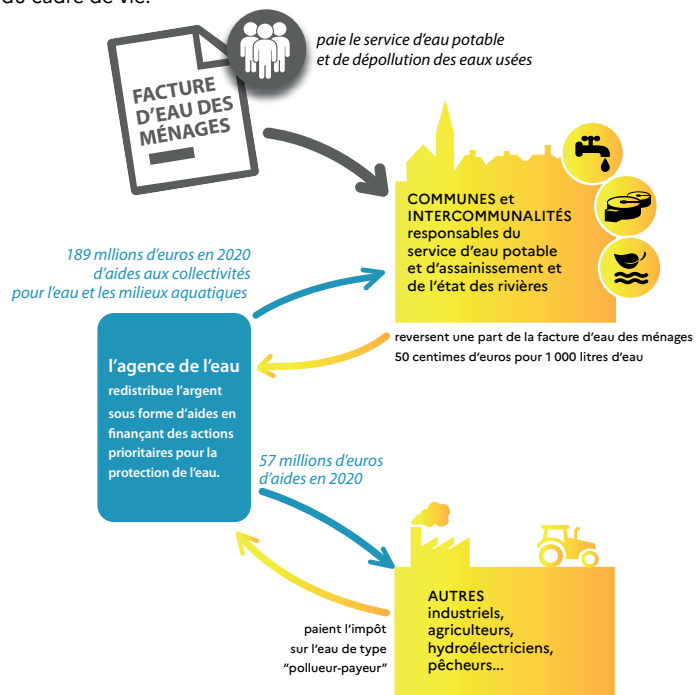 du cadre de vie.
paie le service d'eau potable
et de dépollution des eaux usées
FACTURE
D'EAU DES
MÉNAGES
COMMUNES et
INTERCOMMUNALITÉS
responsables du
service d'eau potable
et d'assainissement et
de l'état des rivières
189 mllions d'euros en 2020
d'aides aux collectivités
pour l'eau et les milieux aquatiques
reversent une part de la facture d'eau des ménages
50 centimes d'euros pour 1 000 litres d'eau
l'agence de l'eau
redistribue l'argent
sous forme d'aides en
finançant des actions
prioritaires pour la
protection de l'eau.
57 millions d'euros
d'aides en 2020
AUTRES
industriels,
agriculteurs,
hydroélectriciens,
pêcheurs...
paient l'impôt
sur l'eau de type
"pollueur-payeur"